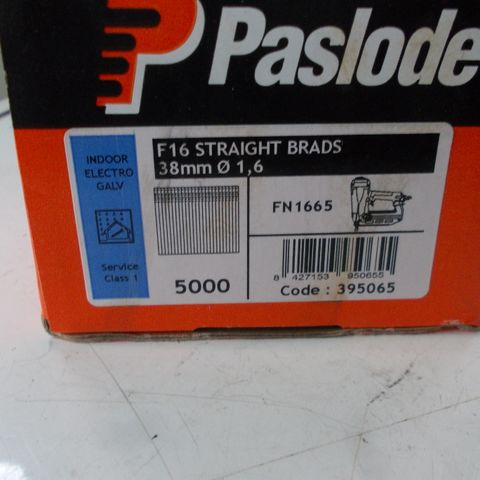 Paslode
INDOOR
ELECTRO
GALV
Service
Class 1
F16 STRAIGHT BRADS
38mm Ø 1,6
5000
FN1665
8 427153 950655
Code : 395065